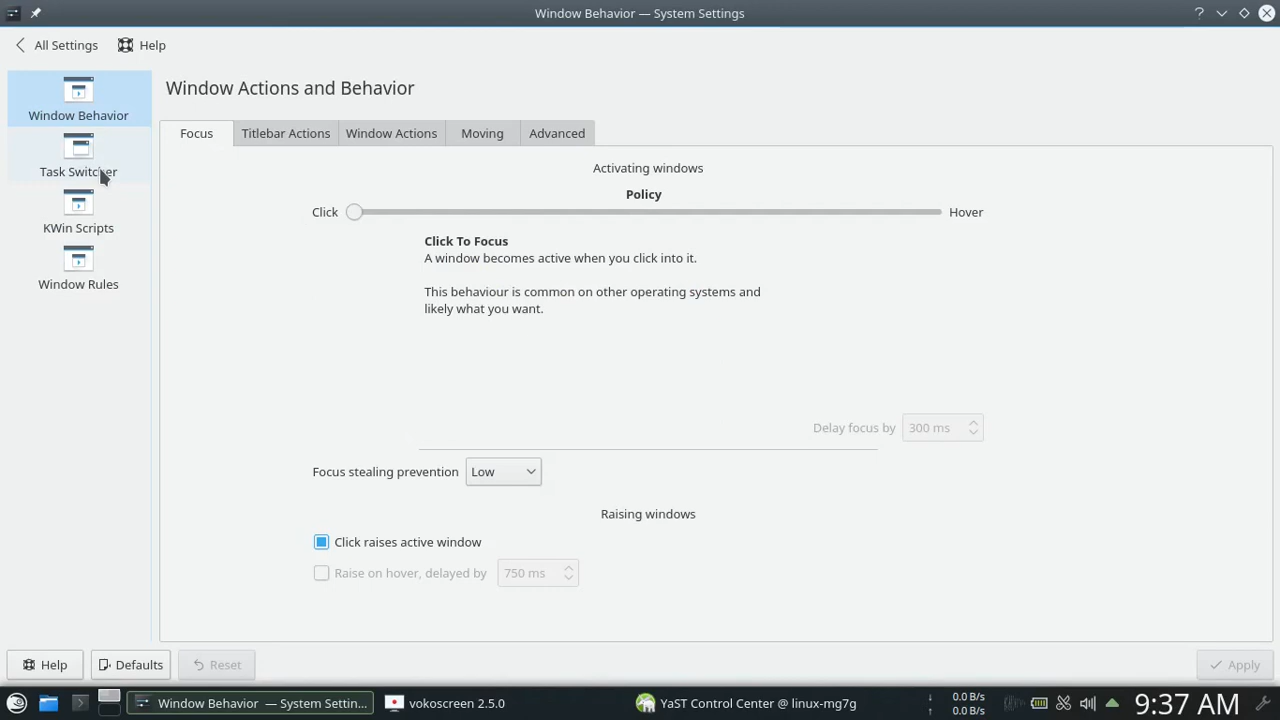 Window Behavior — System Settings
All Settings
Help
Window Behavior
Task Switcher
KWin Scripts
Window Rules
Window Actions and Behavior
Focus
Titlebar Actions
Window Actions
Moving
Advanced
Activating windows
Policy
Click
Hover
Click To Focus
A window becomes active when you click into it.
This behaviour is common on other operating systems and
likely what you want.
Delay focus by
300 ms
Focus stealing prevention
Low
Raising windows
Click raises active window
Raise on hover, delayed by
750 ms
Help
Defaults
Reset
Apply
Window Behavior — System Settin...
vokoscreen 2.5.0
YaST Control Center @ linux-mg7g
0.0 B/s
0.0 B/s
9:37 AM